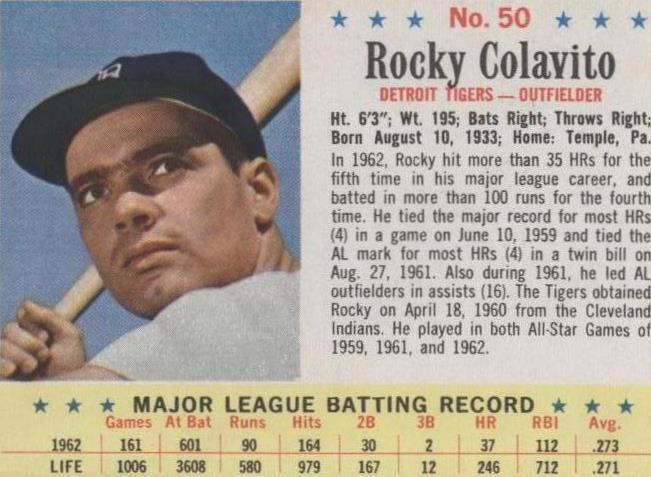 ★ ★ ★ No. 50 ★ ★ ★
Rocky Colavito
DETROIT TIGERS — OUTFIELDER
Ht. 6'3"; Wt. 195; Bats Right; Throws Right;
Born August 10, 1933; Home: Temple, Pa.
In 1962, Rocky hit more than 35 HRs for the
fifth time in his major league career, and
batted in more than 100 runs for the fourth
time. He tied the major record for most HRs
(4) in a game on June 10, 1959 and tied the
AL mark for most HRs (4) in a twin bill on
Aug. 27, 1961. Also during 1961, he led AL
outfielders in assists (16). The Tigers obtained
Rocky on April 18, 1960 from the Cleveland
Indians. He played in both All-Star Games of
1959, 1961, and 1962.
★ ★ ★ MAJOR LEAGUE BATTING RECORD ★ ★ ★
Games At Bat Runs Hits 2B 3B HR RBI Avg.
1962 161 601 90 164 30 2 37 112 .273
LIFE 1006 3608 580 979 167 12 246 712 .271